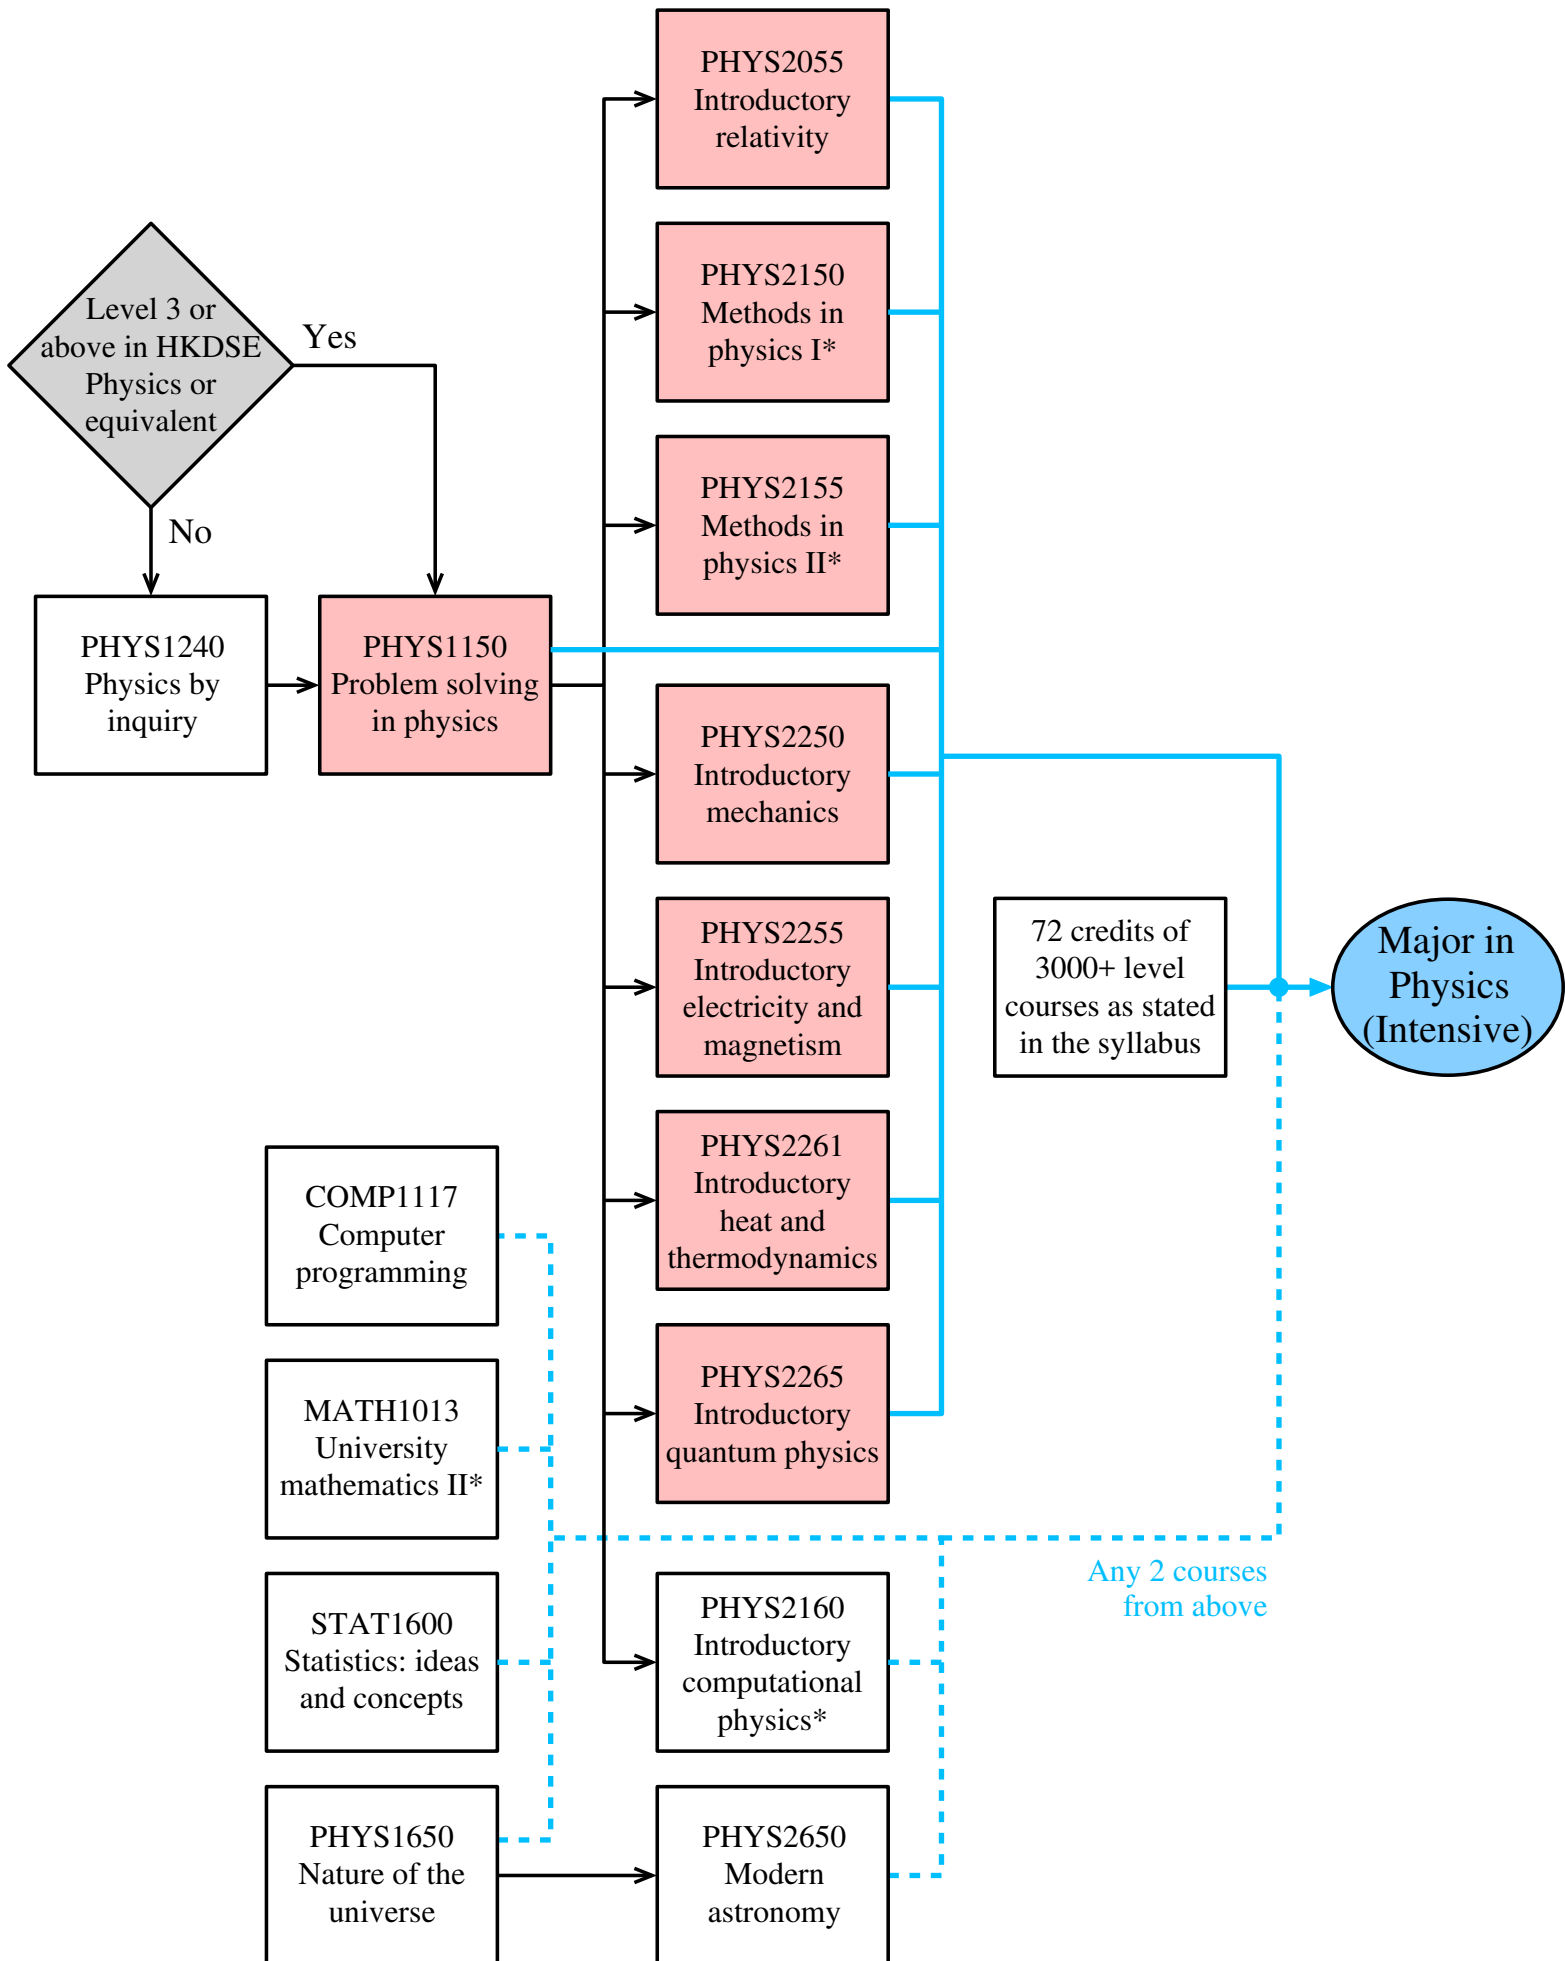 PHYS2055
Introductory
relativity
Level 3 or
above in HKDSE
Physics or
equivalent
Yes
No
PHYS2150
Methods in
physics I*
PHYS2155
Methods in
physics II*
PHYS1240
Physics by
inquiry
PHYS1150
Problem solving
in physics
PHYS2250
Introductory
mechanics
PHYS2255
Introductory
electricity and
magnetism
72 credits of
3000+ level
courses as stated
in the syllabus
Major in
Physics
(Intensive)
PHYS2261
Introductory
heat and
thermodynamics
COMP1117
Computer
programming
PHYS2265
Introductory
quantum physics
MATH1013
University
mathematics II*
Any 2 courses
from above
STAT1600
Statistics: ideas
and concepts
PHYS2160
Introductory
computational
physics*
PHYS1650
Nature of the
universe
PHYS2650
Modern
astronomy